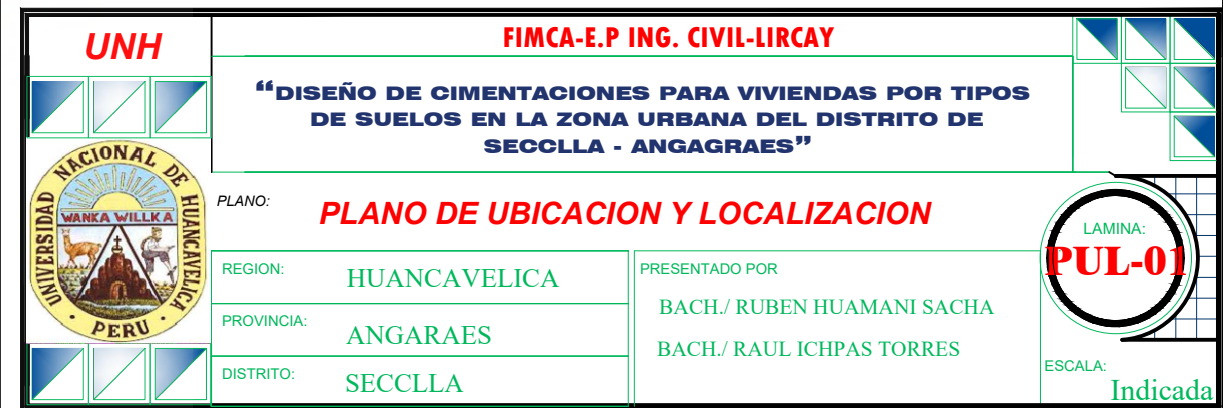 UNH
FIMCA-E.P ING. CIVIL-LIRCAY
“DISEÑO DE CIMENTACIONES PARA VIVIENDAS POR TIPOS
DE SUELOS EN LA ZONA URBANA DEL DISTRITO DE
SECCLLA - ANGAGRAES”
UNIVERSIDAD NACIONAL DE HUANCAVELICA
WANKA WILLKA
· PERU ·
PLANO:
PLANO DE UBICACION Y LOCALIZACION
LAMINA:
PUL-01
REGION:
HUANCAVELICA
PROVINCIA:
ANGARAES
DISTRITO:
SECCLLA
PRESENTADO POR
BACH./ RUBEN HUAMANI SACHA
BACH./ RAUL ICHPAS TORRES
ESCALA:
Indicada